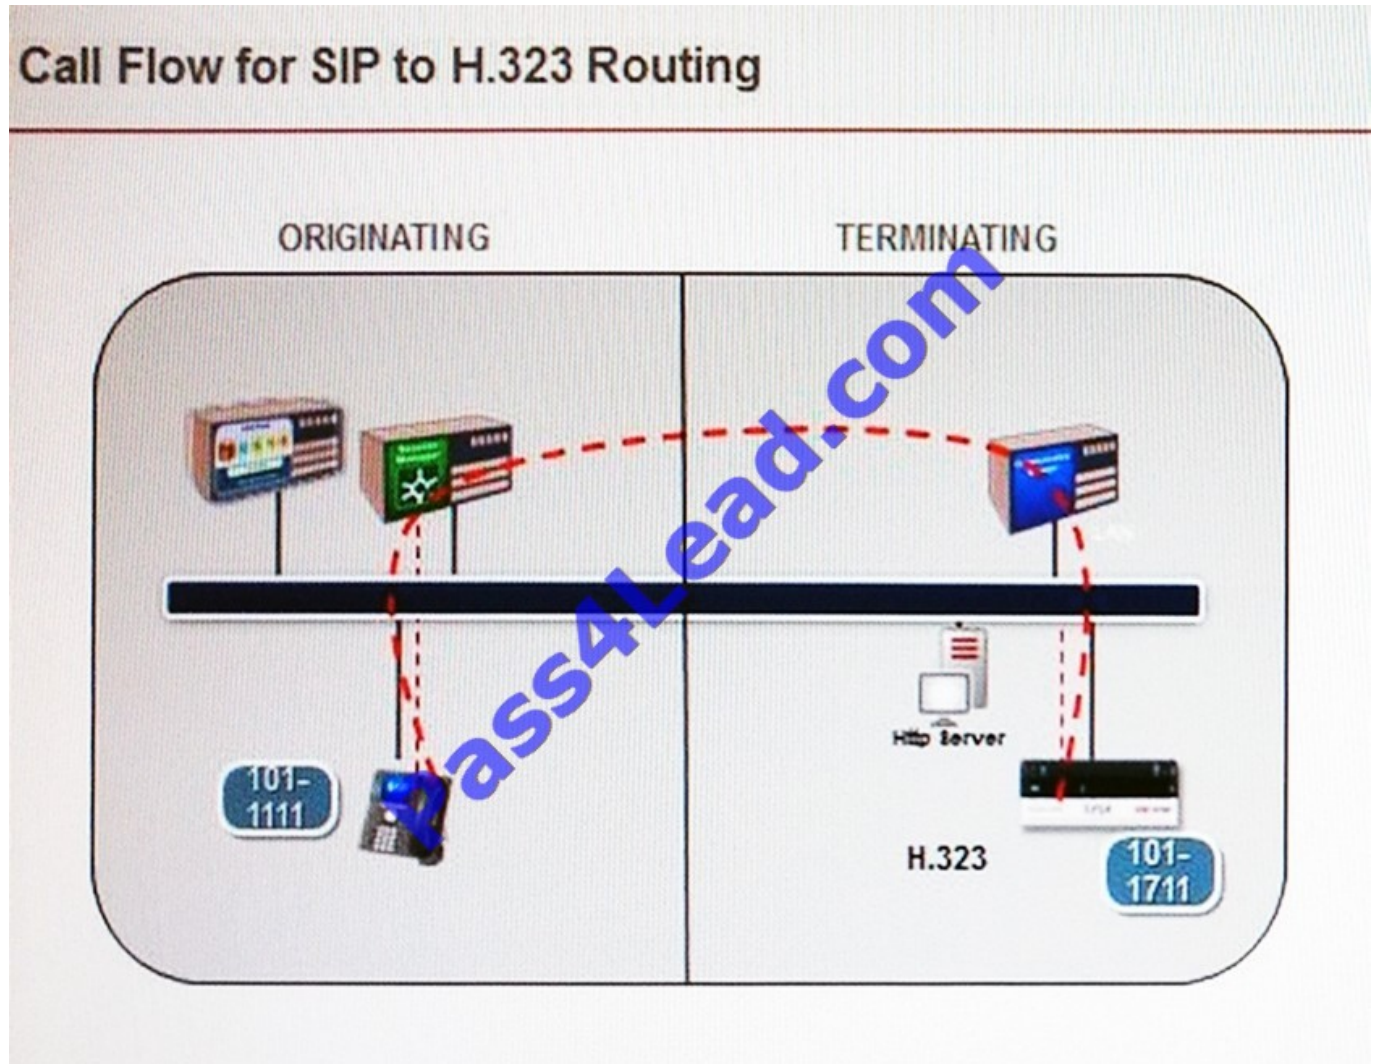 Call Flow for SIP to H.323 Routing
ORIGINATING
TERMINATING
Pass4Lead.com
Http Server
101-
1111
H.323
101-
1711